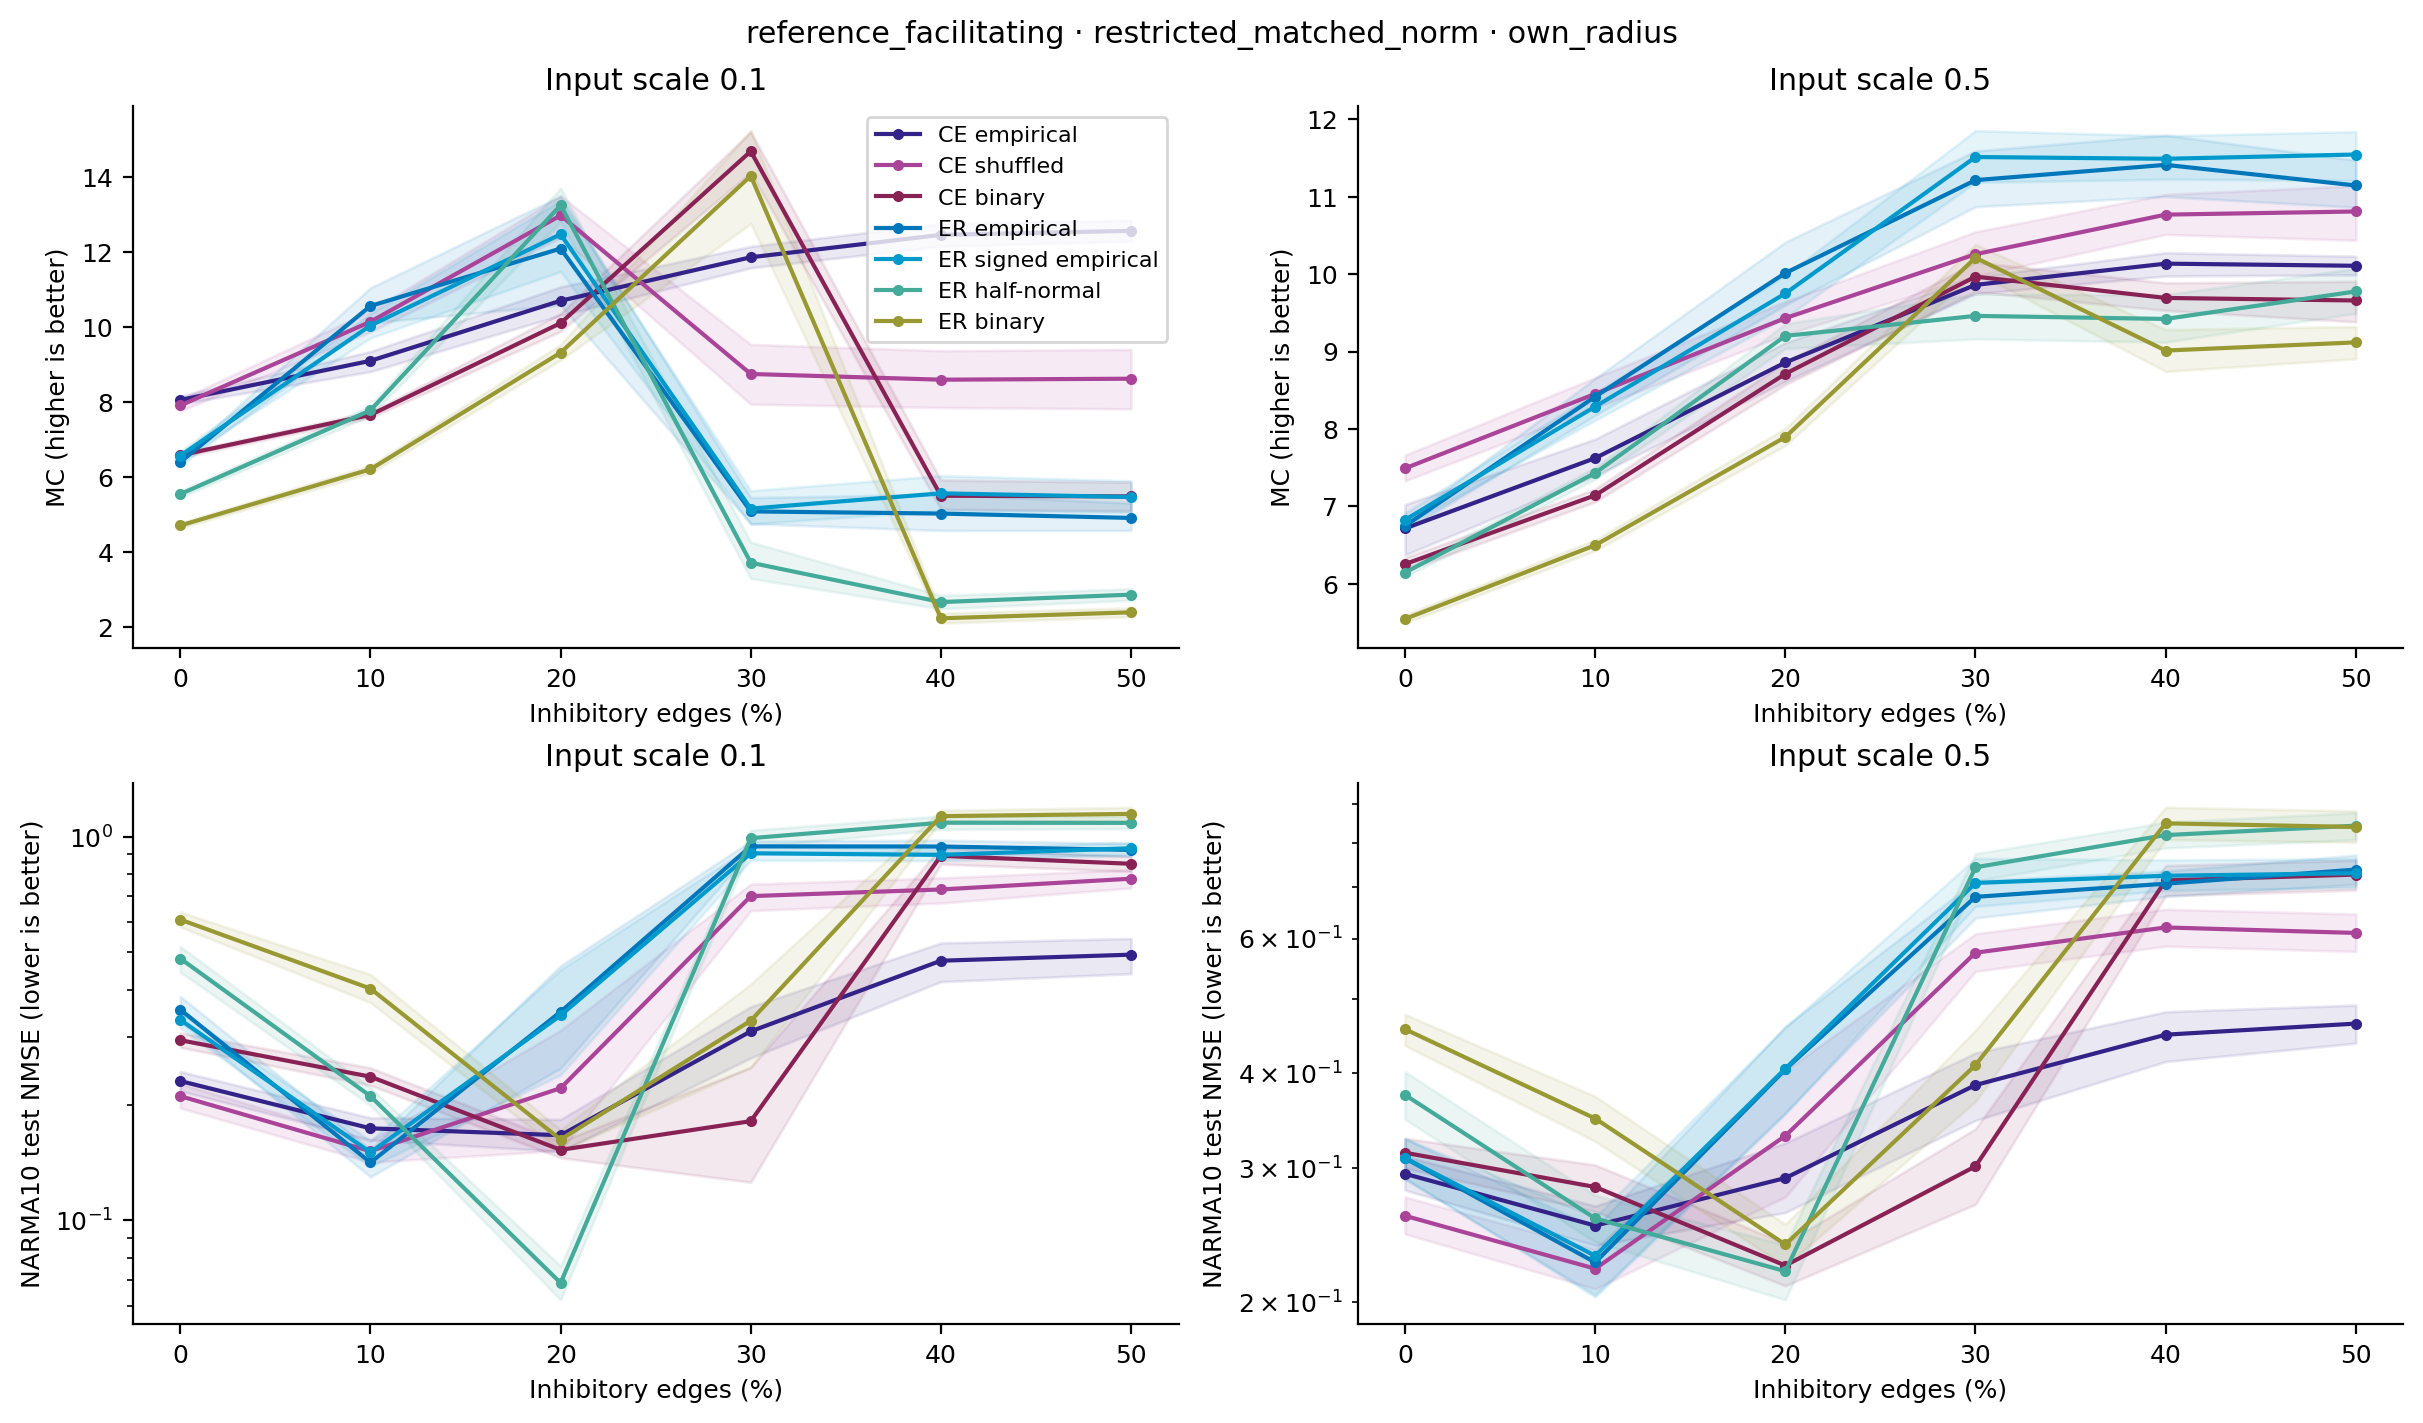 reference_facilitating · restricted_matched_norm · own_radius
Input scale 0.1
MC (higher is better)
14
12
10
8
6
4
2
CE empirical
CE shuffled
CE binary
ER empirical
ER signed empirical
ER half-normal
ER binary
0 10 20 30 40 50
Inhibitory edges (%)
Input scale 0.5
MC (higher is better)
12
11
10
9
8
7
6
0 10 20 30 40 50
Inhibitory edges (%)
Input scale 0.1
NARMA10 test NMSE (lower is better)
10⁰
10⁻¹
0 10 20 30 40 50
Inhibitory edges (%)
Input scale 0.5
NARMA10 test NMSE (lower is better)
6 × 10⁻¹
4 × 10⁻¹
3 × 10⁻¹
2 × 10⁻¹
0 10 20 30 40 50
Inhibitory edges (%)